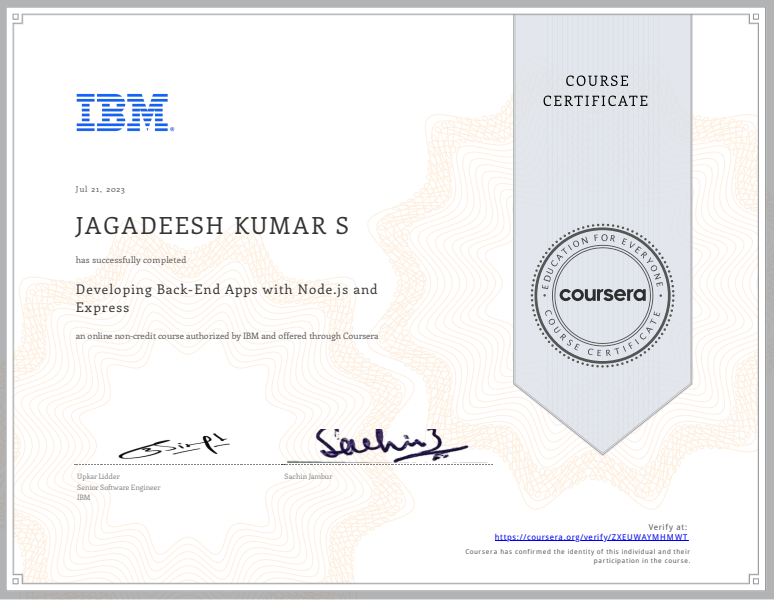 COURSE
CERTIFICATE
IBM®
Jul 21, 2023
JAGADEESH KUMAR S
has successfully completed
Developing Back-End Apps with Node.js and
Express
an online non-credit course authorized by IBM and offered through Coursera
EDUCATION FOR EVERYONE
coursera
COURSE CERTIFICATE
Sachin J
Upkar Lidder
Senior Software Engineer
IBM
Sachin Jambur
Verify at:
https://coursera.org/verify/ZXEUWAYMHMWT
Coursera has confirmed the identity of this individual and their
participation in the course.